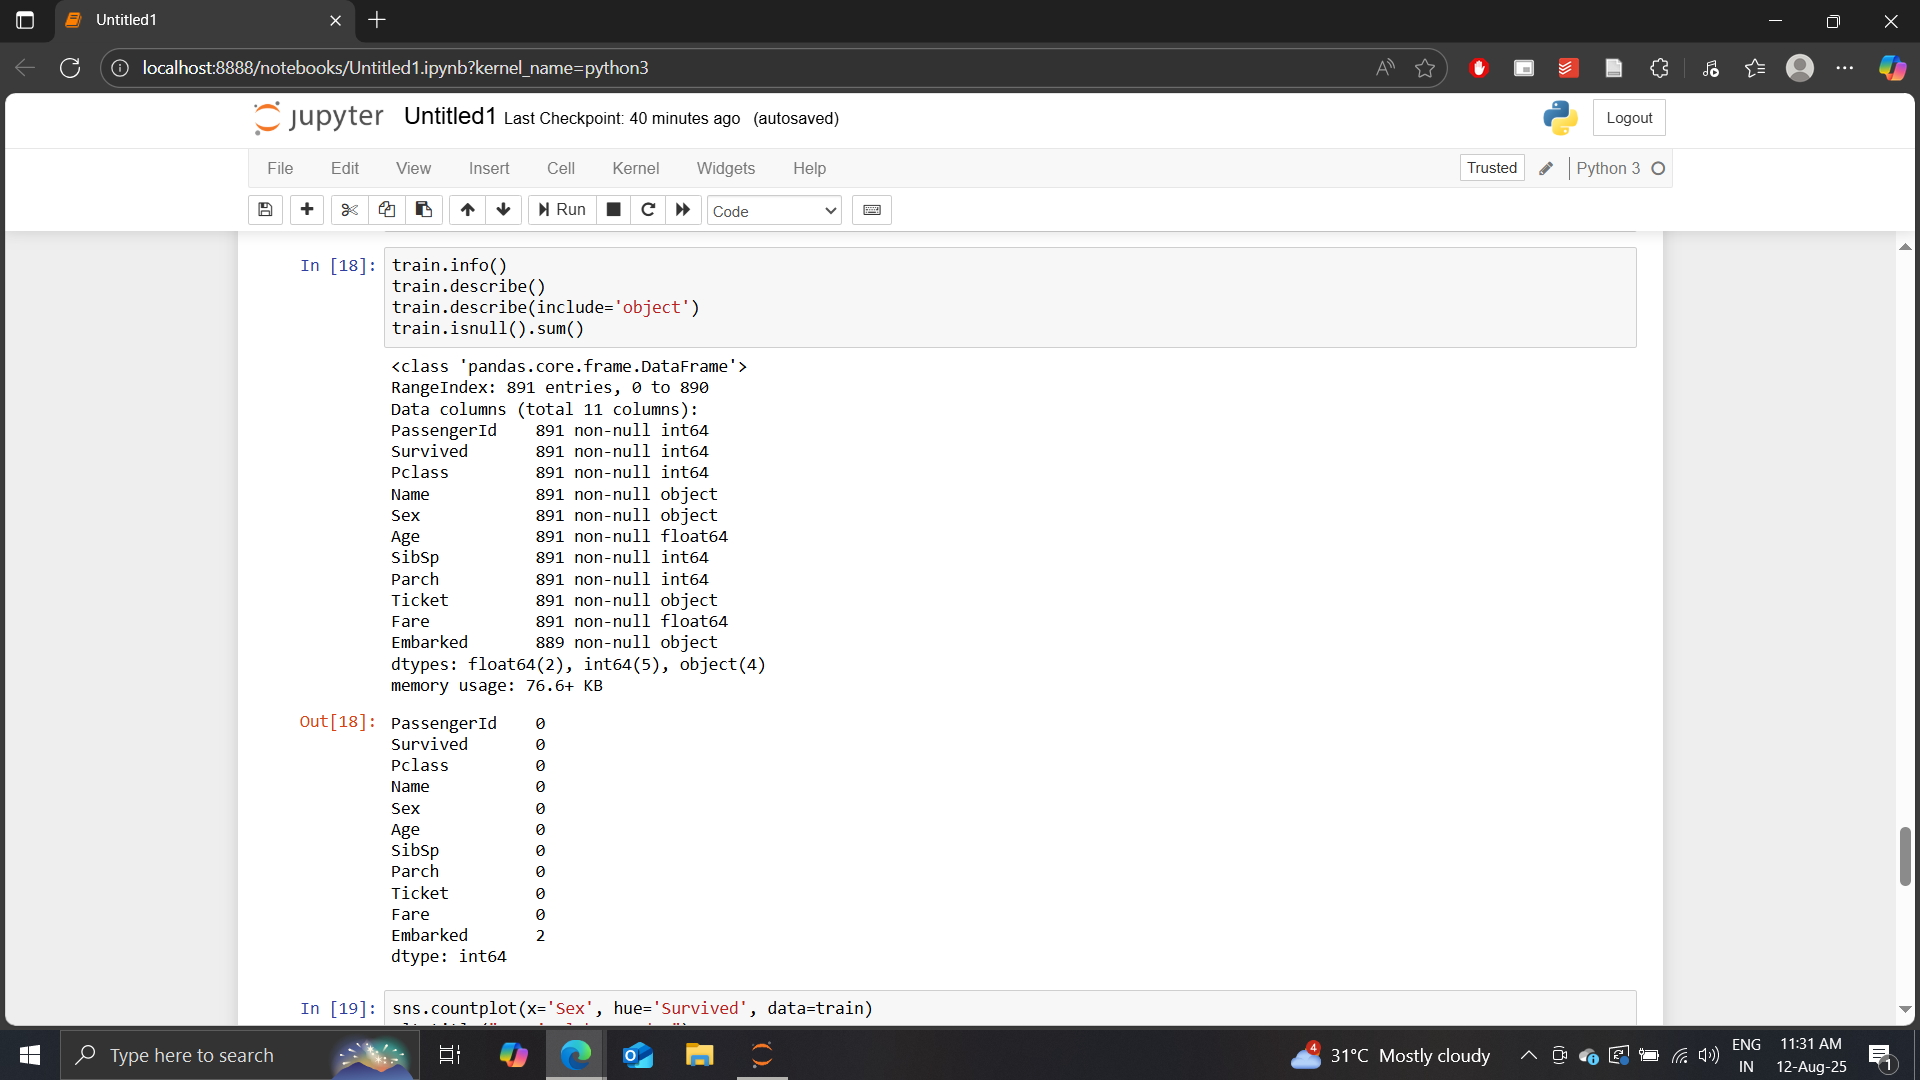 Untitled1
localhost:8888/notebooks/Untitled1.ipynb?kernel_name=python3
jupyter Untitled1 Last Checkpoint: 40 minutes ago (autosaved)
Logout
File Edit View Insert Cell Kernel Widgets Help
Trusted Python 3
Run Code
In [18]: train.info()
train.describe()
train.describe(include='object')
train.isnull().sum()
<class 'pandas.core.frame.DataFrame'>
RangeIndex: 891 entries, 0 to 890
Data columns (total 11 columns):
PassengerId 891 non-null int64
Survived 891 non-null int64
Pclass 891 non-null int64
Name 891 non-null object
Sex 891 non-null object
Age 891 non-null float64
SibSp 891 non-null int64
Parch 891 non-null int64
Ticket 891 non-null object
Fare 891 non-null float64
Embarked 889 non-null object
dtypes: float64(2), int64(5), object(4)
memory usage: 76.6+ KB
Out[18]: PassengerId 0
Survived 0
Pclass 0
Name 0
Sex 0
Age 0
SibSp 0
Parch 0
Ticket 0
Fare 0
Embarked 2
dtype: int64
In [19]: sns.countplot(x='Sex', hue='Survived', data=train)
Type here to search
4
31°C Mostly cloudy
ENG
IN
11:31 AM
12-Aug-25
1